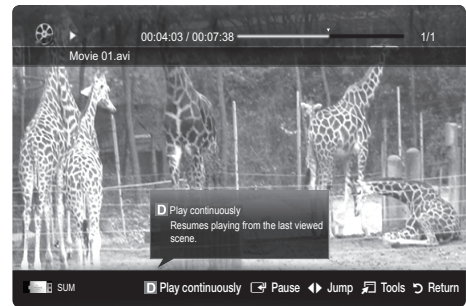 00:04:03 / 00:07:38 1/1
Movie 01.avi
D Play continuously
Resumes playing from the last viewed
scene.
SUM D Play continuously Pause Jump Tools Return